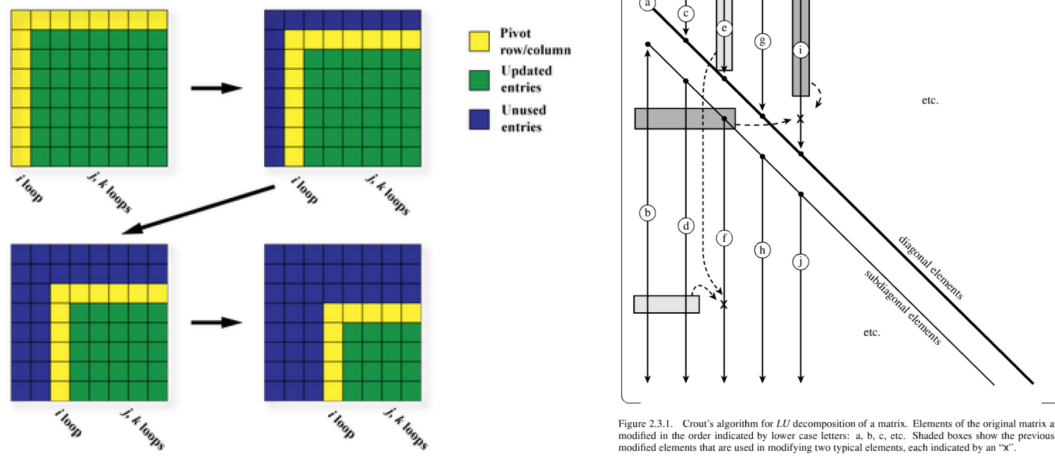 Pivot
row/column
Updated
entries
Unused
entries
i loop
j, k loops
i loop
j, k loops
i loop
j, k loops
i loop
j, k loops
a
c
e
g
i
x
etc.
b
d
f
h
j
x
diagonal elements
subdiagonal elements
etc.
Figure 2.3.1. Crout's algorithm for LU decomposition of a matrix. Elements of the original matrix a
modified in the order indicated by lower case letters: a, b, c, etc. Shaded boxes show the previous
modified elements that are used in modifying two typical elements, each indicated by an "x".